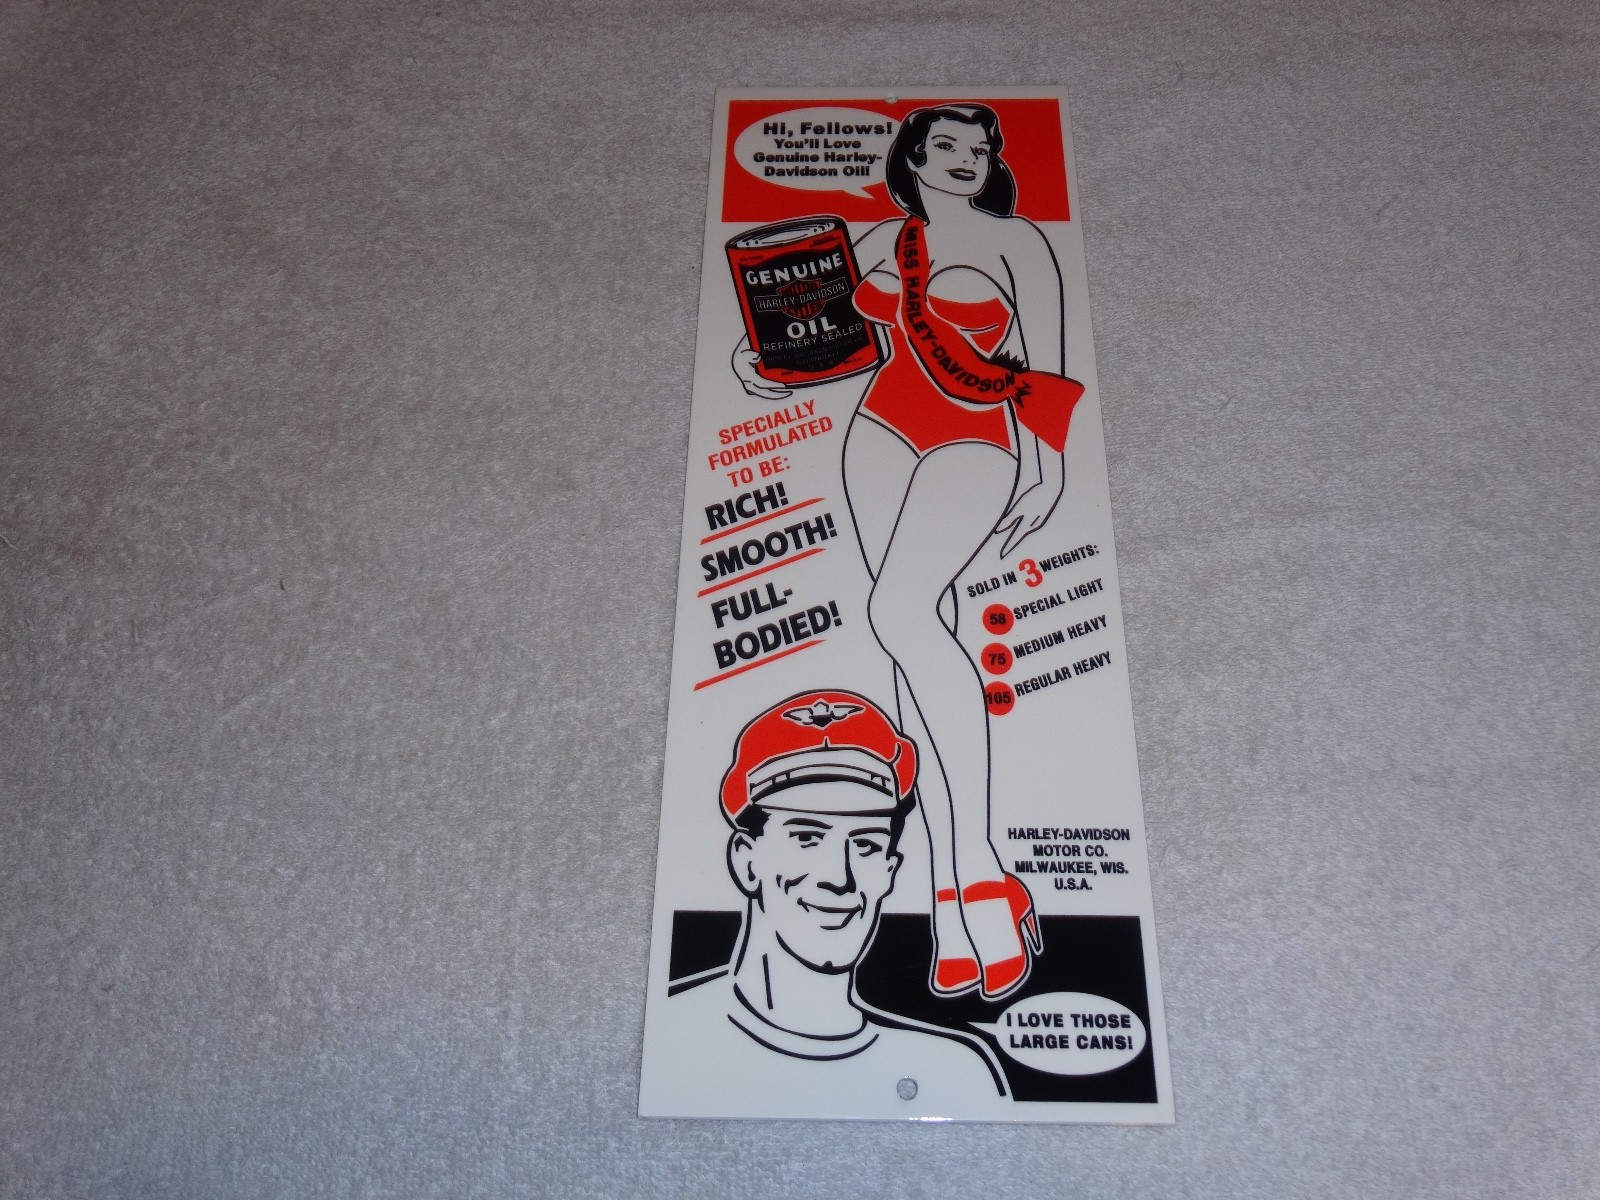 Hi, Fellows!
You'll Love
Genuine Harley-
Davidson Oil!
MISS HARLEY-DAVIDSON
GENUINE
HARLEY-DAVIDSON
OIL
REFINERY SEALED
SPECIALLY
FORMULATED
TO BE:
RICH!
SMOOTH!
FULL-
BODIED!
SOLD IN 3 WEIGHTS:
58 SPECIAL LIGHT
75 MEDIUM HEAVY
105 REGULAR HEAVY
HARLEY-DAVIDSON
MOTOR CO.
MILWAUKEE, WIS.
U.S.A.
I LOVE THOSE
LARGE CANS!